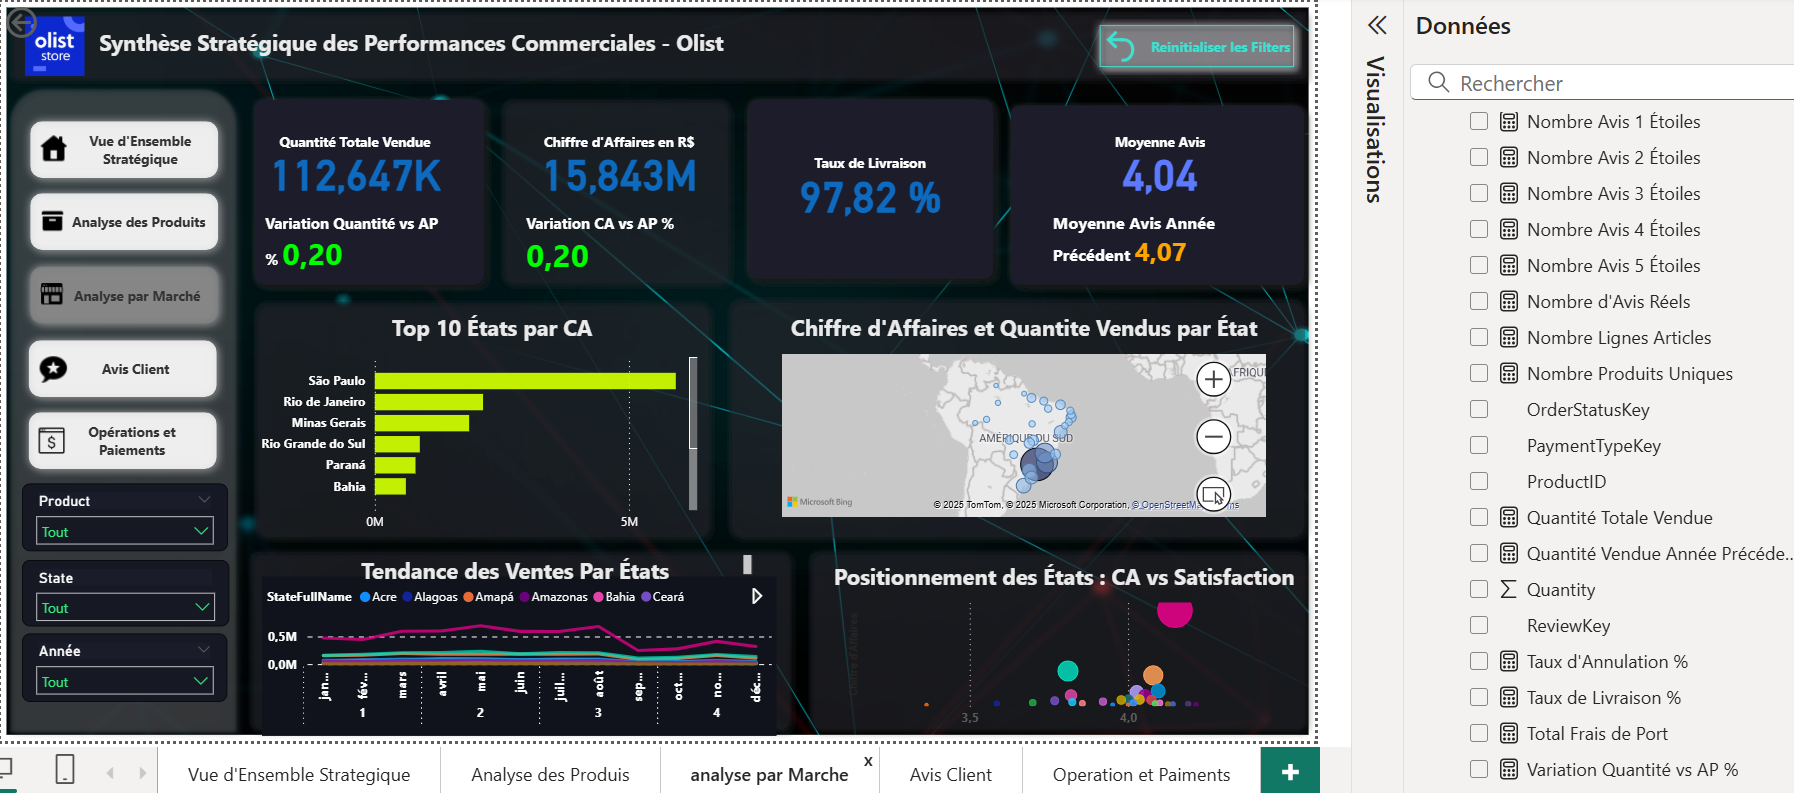 olist
store
Synthèse Stratégique des Performances Commerciales - Olist
Reinitialiser les Filters
Vue d'Ensemble
Stratégique
Analyse des Produits
Analyse par Marché
Avis Client
Opérations et
Paiements
Product
Tout
State
Tout
Année
Tout
Quantité Totale Vendue
112,647K
Variation Quantité vs AP
% 0,20
Chiffre d'Affaires en R$
15,843M
Variation CA vs AP %
0,20
Taux de Livraison
97,82 %
Moyenne Avis
4,04
Moyenne Avis Année
Précédent 4,07
Top 10 États par CA
São Paulo
Rio de Janeiro
Minas Gerais
Rio Grande do Sul
Paraná
Bahia
0M
5M
Chiffre d'Affaires et Quantite Vendus par État
AFRIQUE
AMÉRIQUE DU SUD
Microsoft Bing
© 2025 TomTom, © 2025 Microsoft Corporation, © OpenStreetMap
Tendance des Ventes Par États
StateFullName Acre Alagoas Amapá Amazonas Bahia Ceará
0,5M
0,0M
jan... fév... mars avril mai juin juil... août sep... oct... no... déc...
1 2 3 4
Positionnement des États : CA vs Satisfaction
Chiffre d'Affaires
3,5
4,0
Visualisations
Données
Rechercher
Nombre Avis 1 Étoiles
Nombre Avis 2 Étoiles
Nombre Avis 3 Étoiles
Nombre Avis 4 Étoiles
Nombre Avis 5 Étoiles
Nombre d'Avis Réels
Nombre Lignes Articles
Nombre Produits Uniques
OrderStatusKey
PaymentTypeKey
ProductID
Quantité Totale Vendue
Quantité Vendue Année Précéde...
Quantity
ReviewKey
Taux d'Annulation %
Taux de Livraison %
Total Frais de Port
Variation Quantité vs AP %
Vue d'Ensemble Strategique
Analyse des Produis
analyse par Marche
x
Avis Client
Operation et Paiments